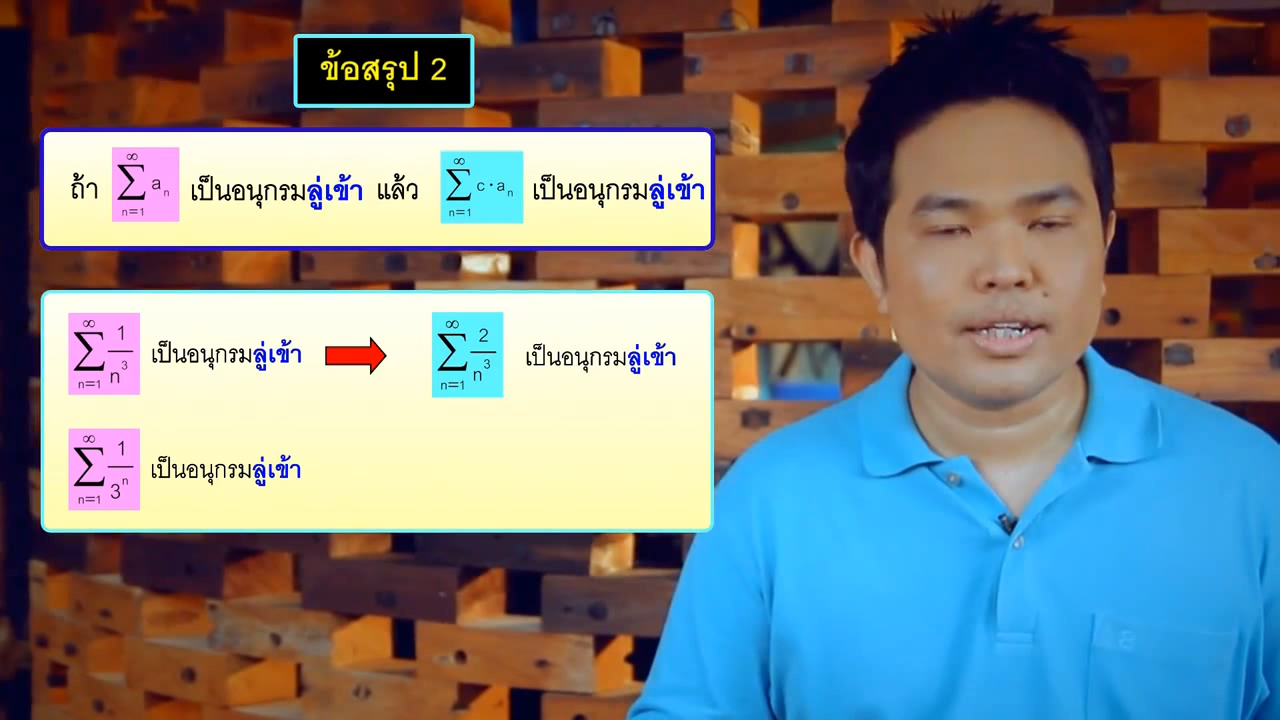 ข้อสรุป 2
ถ้า ∑_{n=1}^{∞} a_n เป็นอนุกรมลู่เข้า แล้ว ∑_{n=1}^{∞} c·a_n เป็นอนุกรมลู่เข้า
∑_{n=1}^{∞} 1/n^3 เป็นอนุกรมลู่เข้า ∑_{n=1}^{∞} 2/n^3 เป็นอนุกรมลู่เข้า
∑_{n=1}^{∞} 1/3^n เป็นอนุกรมลู่เข้า